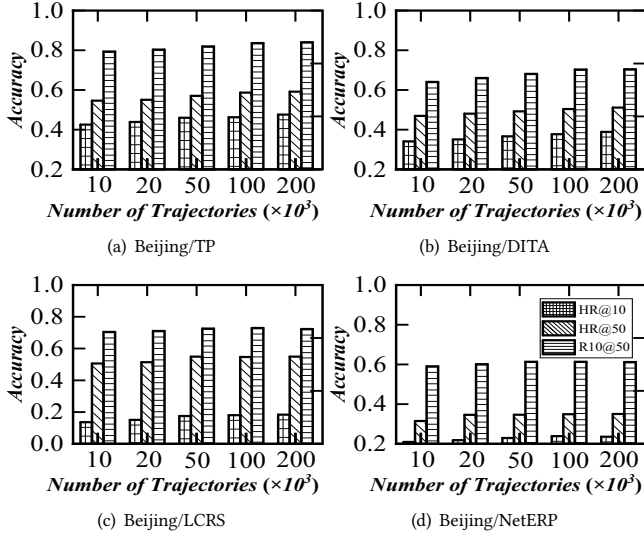 1.0
0.8
0.6
0.4
0.2
Accuracy
10 20 50 100 200
Number of Trajectories (×10³)
(a) Beijing/TP
1.0
0.8
0.6
0.4
0.2
Accuracy
10 20 50 100 200
Number of Trajectories (×10³)
(b) Beijing/DITA
1.0
0.8
0.6
0.4
0.2
0.0
Accuracy
10 20 50 100 200
Number of Trajectories (×10³)
(c) Beijing/LCRS
1.0
0.8
0.6
0.4
0.2
Accuracy
HR@10
HR@50
R10@50
10 20 50 100 200
Number of Trajectories (×10³)
(d) Beijing/NetERP